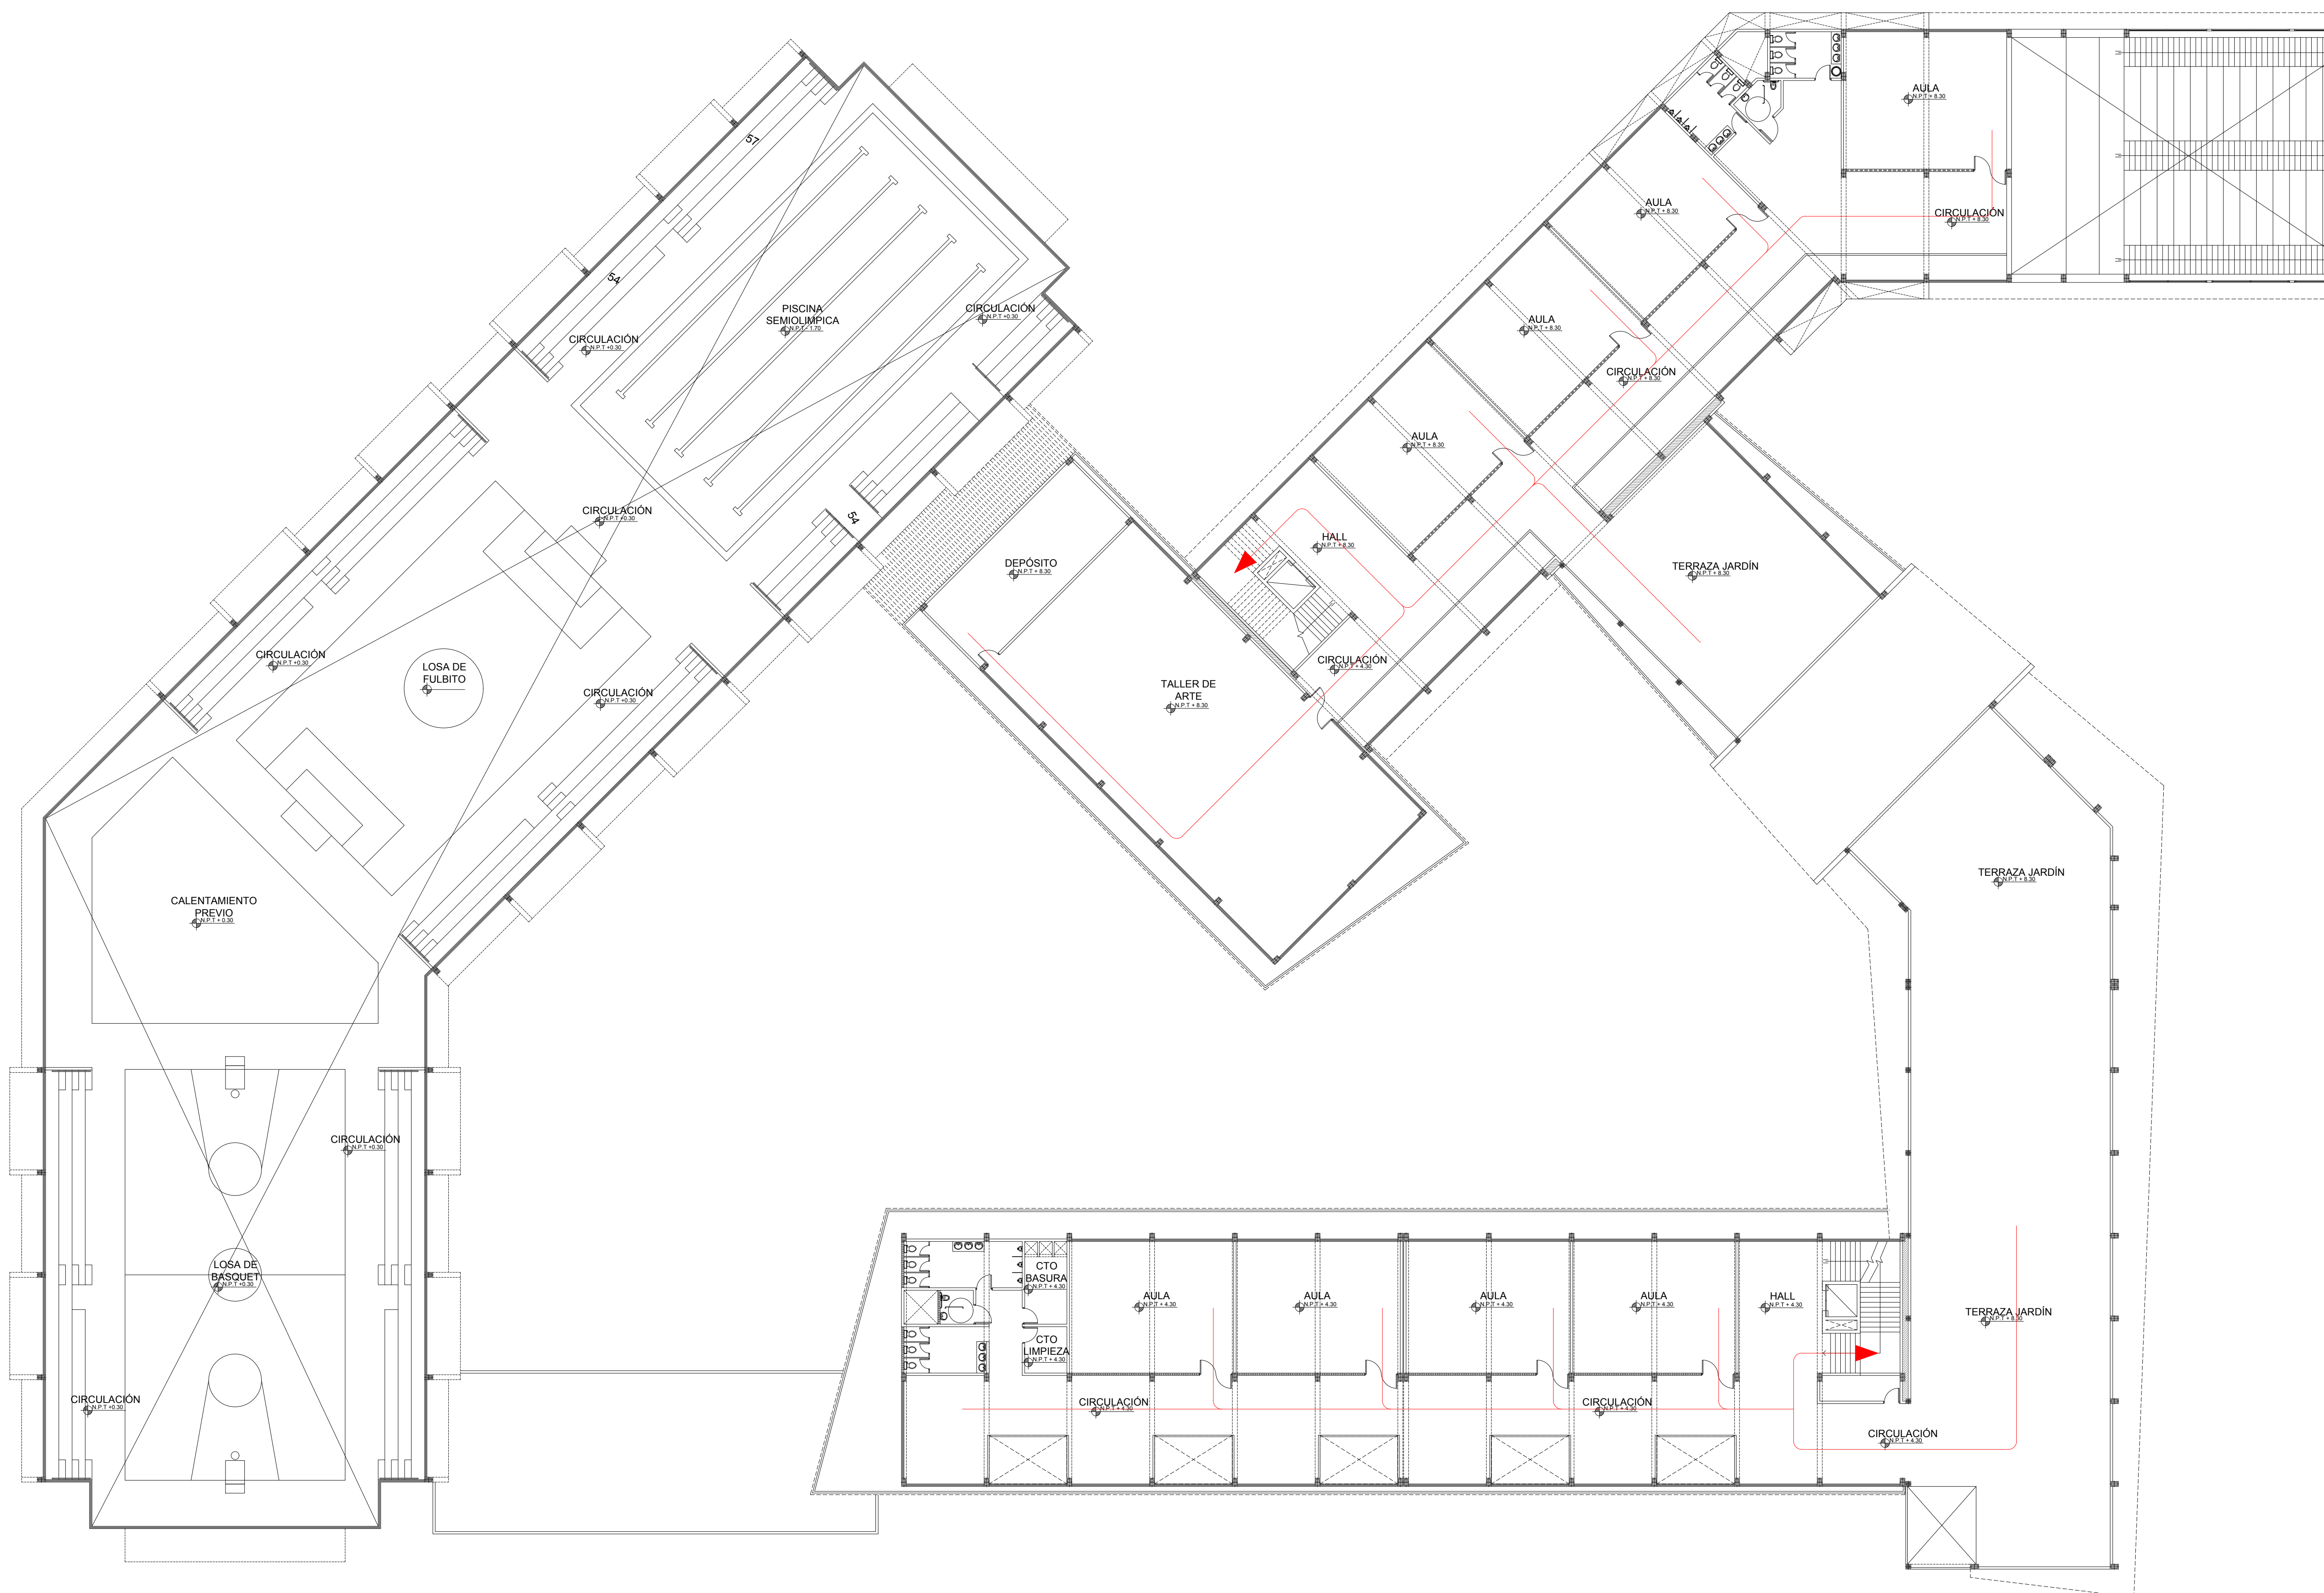 AULA
N.P.T + 8.30
57
AULA
N.P.T + 8.30
CIRCULACIÓN
N.P.T + 8.30
54
PISCINA
SEMIOLIMPICA
N.P.T - 1.70
CIRCULACIÓN
N.P.T +0.30
CIRCULACIÓN
N.P.T +0.30
AULA
N.P.T + 8.30
CIRCULACIÓN
N.P.T + 8.30
AULA
N.P.T + 8.30
CIRCULACIÓN
N.P.T +0.30
54
HALL
N.P.T + 8.30
DEPÓSITO
N.P.T + 8.30
TERRAZA JARDÍN
N.P.T + 8.30
CIRCULACIÓN
N.P.T +0.30
LOSA DE
FULBITO
CIRCULACIÓN
N.P.T +0.30
CIRCULACIÓN
N.P.T + 4.30
TALLER DE
ARTE
N.P.T + 8.30
TERRAZA JARDÍN
N.P.T + 8.30
CALENTAMIENTO
PREVIO
N.P.T + 0.30
CIRCULACIÓN
N.P.T +0.30
LOSA DE
BASQUET
N.P.T +0.30
CTO
BASURA
N.P.T + 4.30
AULA
N.P.T + 4.30
AULA
N.P.T + 4.30
AULA
N.P.T + 4.30
AULA
N.P.T + 4.30
HALL
N.P.T + 4.30
TERRAZA JARDÍN
N.P.T + 8.30
CTO
LIMPIEZA
N.P.T + 4.30
CIRCULACIÓN
N.P.T +0.30
CIRCULACIÓN
N.P.T + 4.30
CIRCULACIÓN
N.P.T + 4.30
CIRCULACIÓN
N.P.T + 4.30